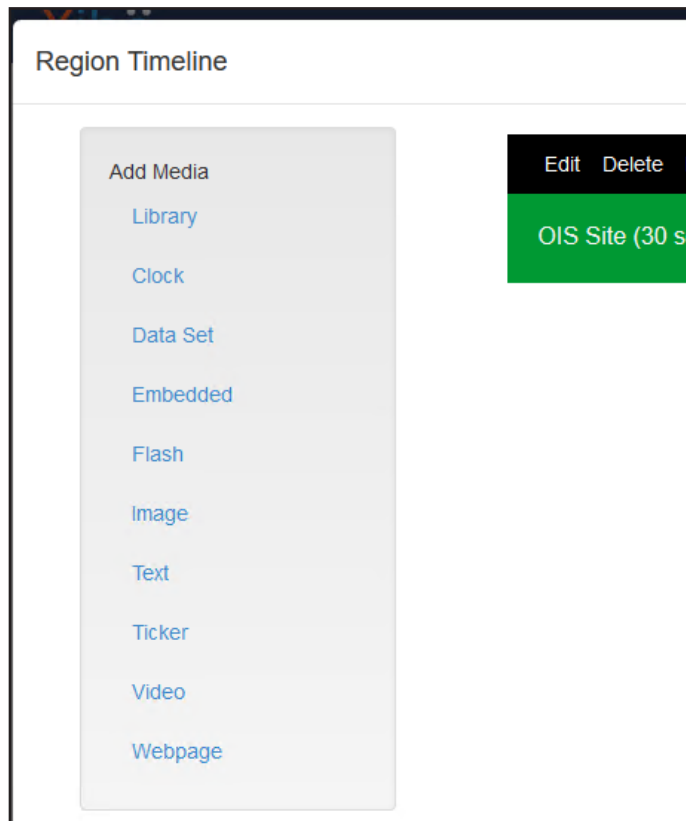 Region Timeline
Add Media
Library
Clock
Data Set
Embedded
Flash
Image
Text
Ticker
Video
Webpage
Edit Delete
OIS Site (30 s